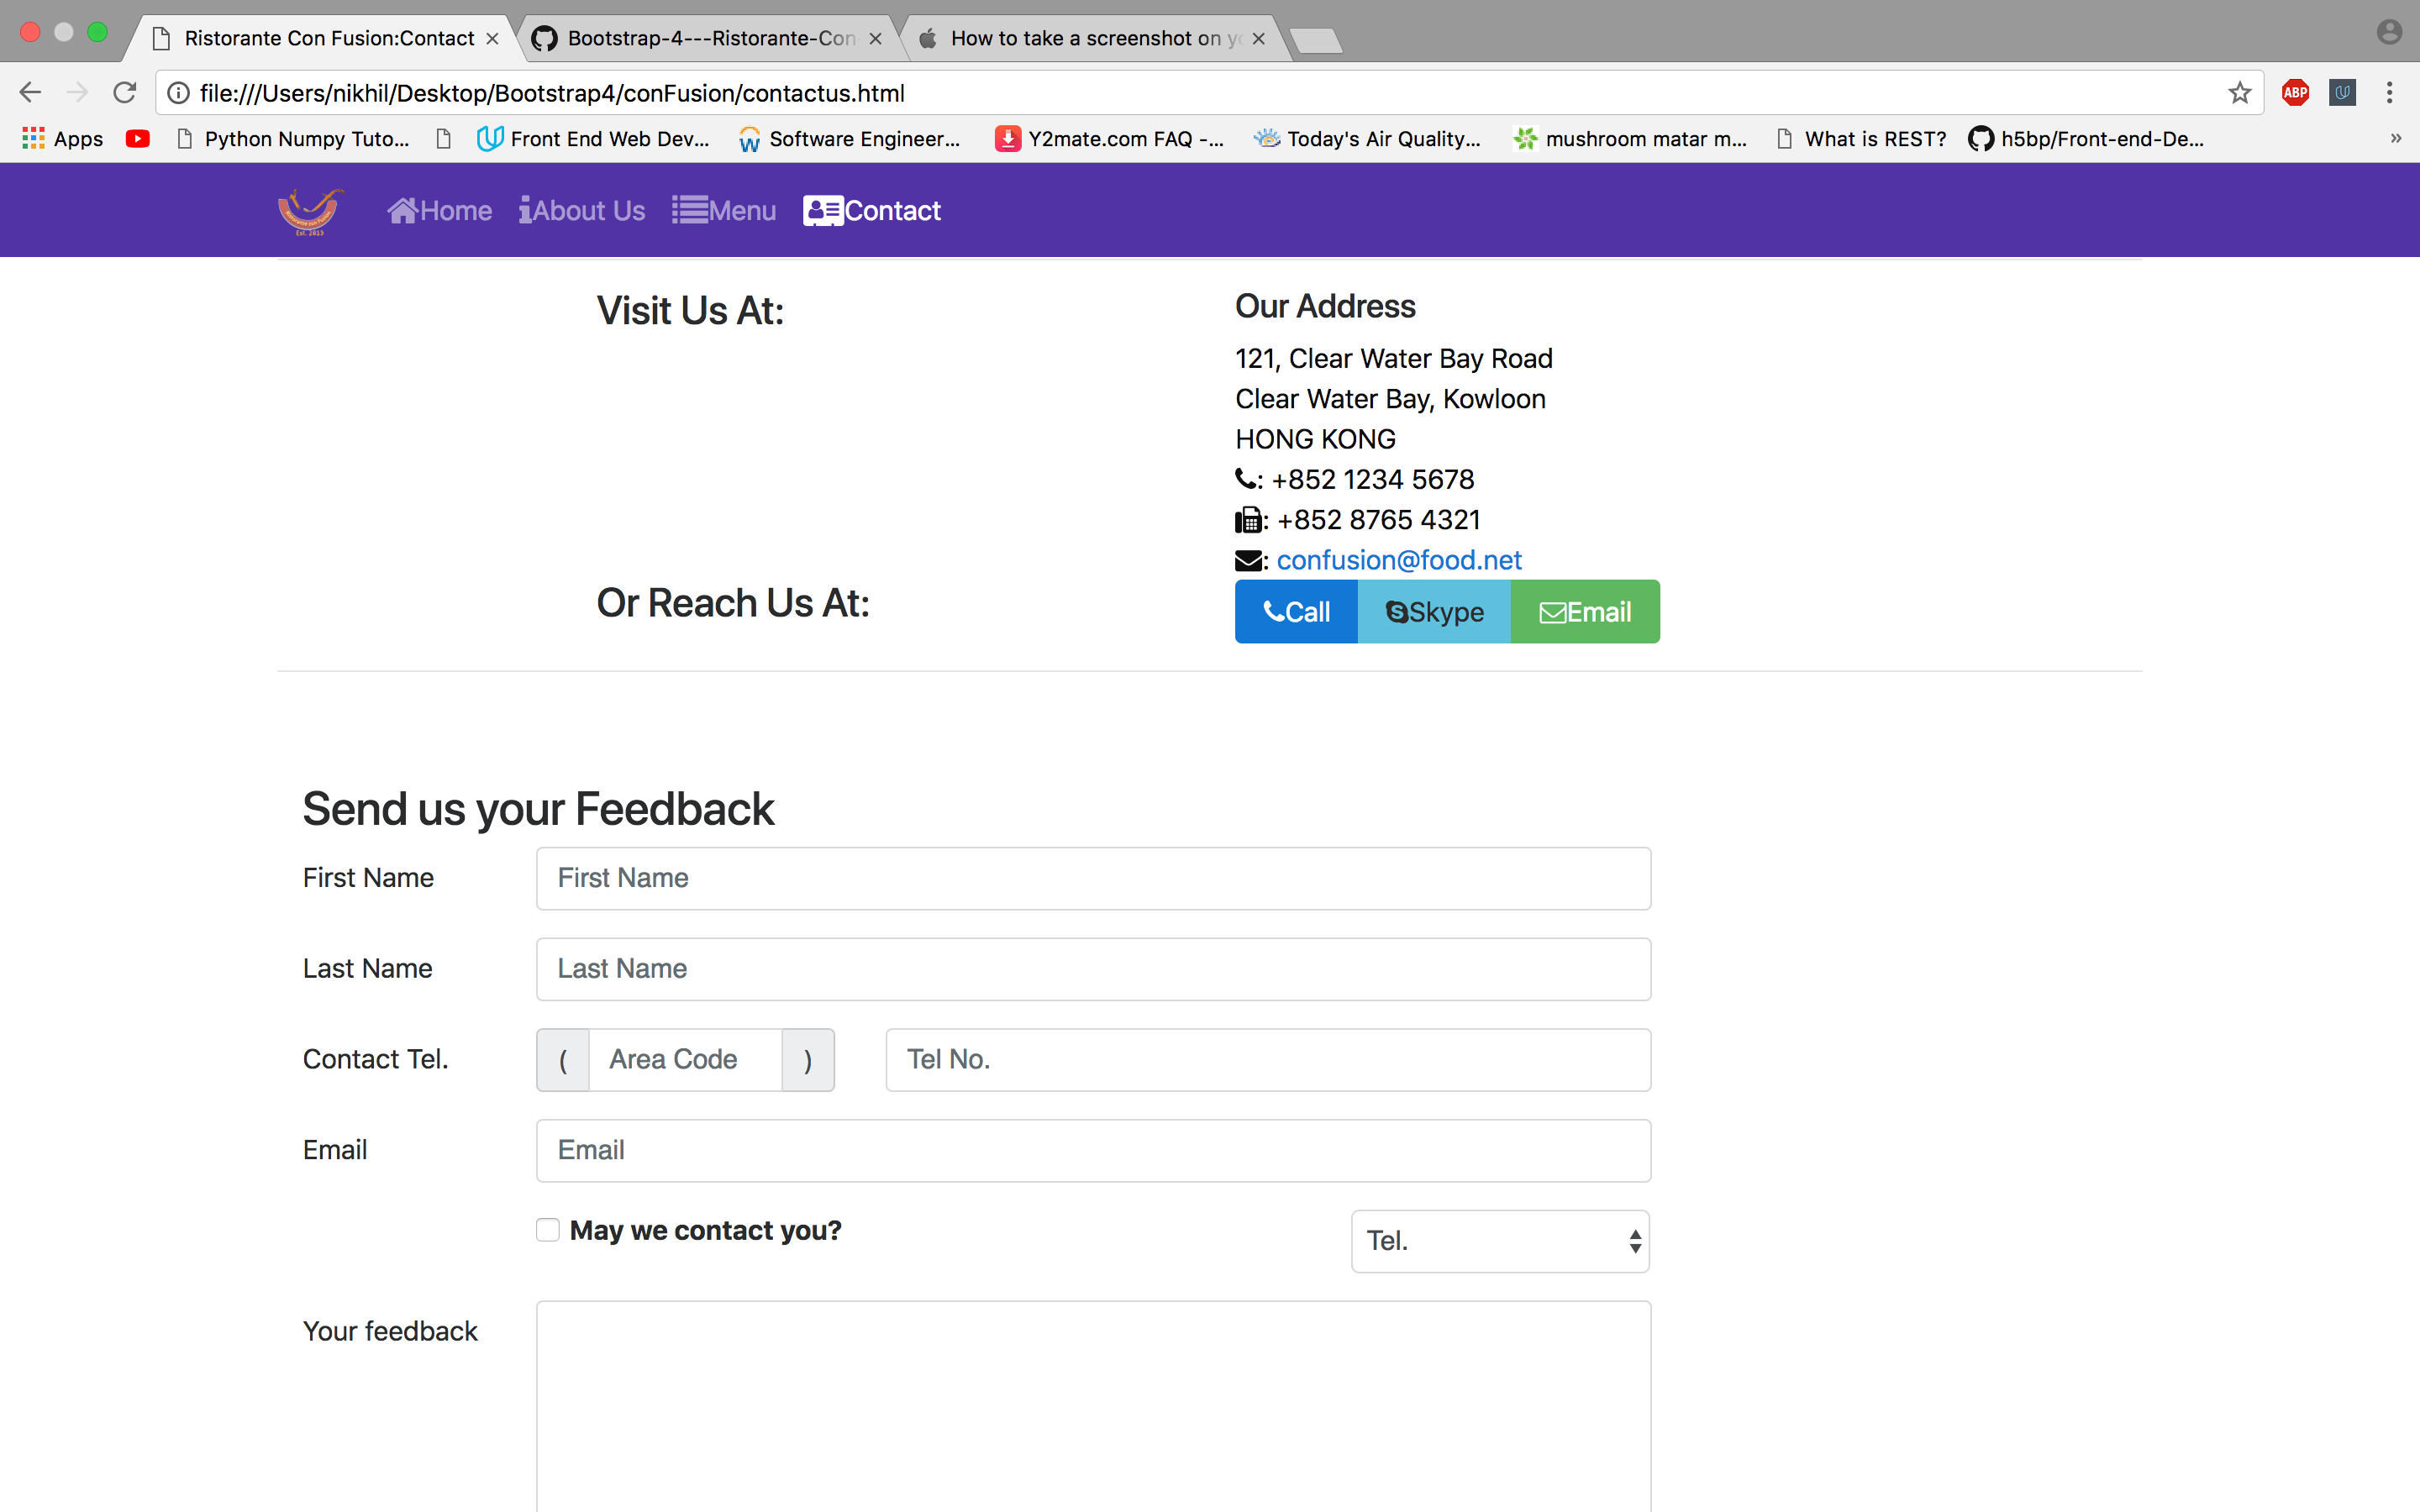 Ristorante Con Fusion:Contact
Bootstrap-4---Ristorante-Con
How to take a screenshot on yo
file:///Users/nikhil/Desktop/Bootstrap4/conFusion/contactus.html
ABP
Apps
Python Numpy Tuto...
Front End Web Dev...
Software Engineer...
Y2mate.com FAQ -...
Today's Air Quality...
mushroom matar m...
What is REST?
h5bp/Front-end-De...
»
Home
About Us
Menu
Contact
Est. 2013
Visit Us At:
Our Address
121, Clear Water Bay Road
Clear Water Bay, Kowloon
HONG KONG
: +852 1234 5678
: +852 8765 4321
: confusion@food.net
Or Reach Us At:
Call
Skype
Email
Send us your Feedback
First Name
First Name
Last Name
Last Name
Contact Tel.
( Area Code )
Tel No.
Email
Email
May we contact you?
Tel.
Your feedback